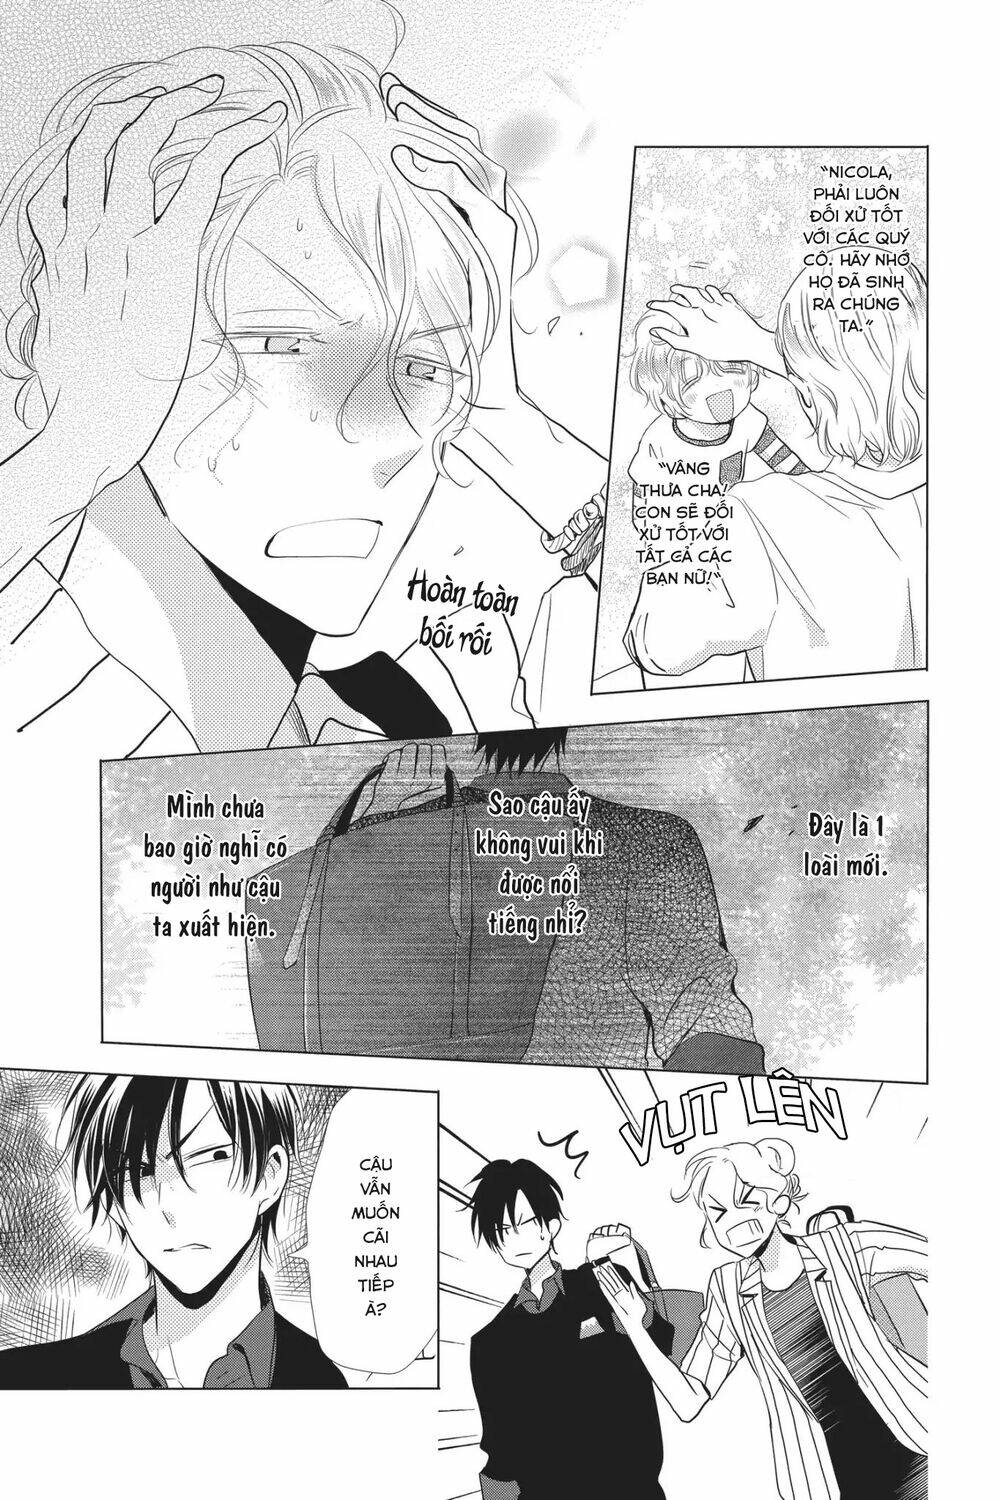 "NICOLA,
PHẢI LUÔN
ĐỐI XỬ TỐT
VỚI CÁC QUÝ
CÔ. HÃY NHỚ
HỌ ĐÃ SINH
RA CHÚNG
TA."
"VÂNG
THƯA CHA!
CON SẼ ĐỐI
XỬ TỐT VỚI
TẤT CẢ CÁC
BẠN NỮ!"
Hoàn toàn
bối rối
Đây là 1
loài mới.
Sao cậu ấy
không vui khi
được nổi
tiếng nhỉ?
Mình chưa
bao giờ nghĩ có
người như cậu
ta xuất hiện.
VỤT LÊN
CẬU
VẪN
MUỐN
CÃI
NHAU
TIẾP
À?